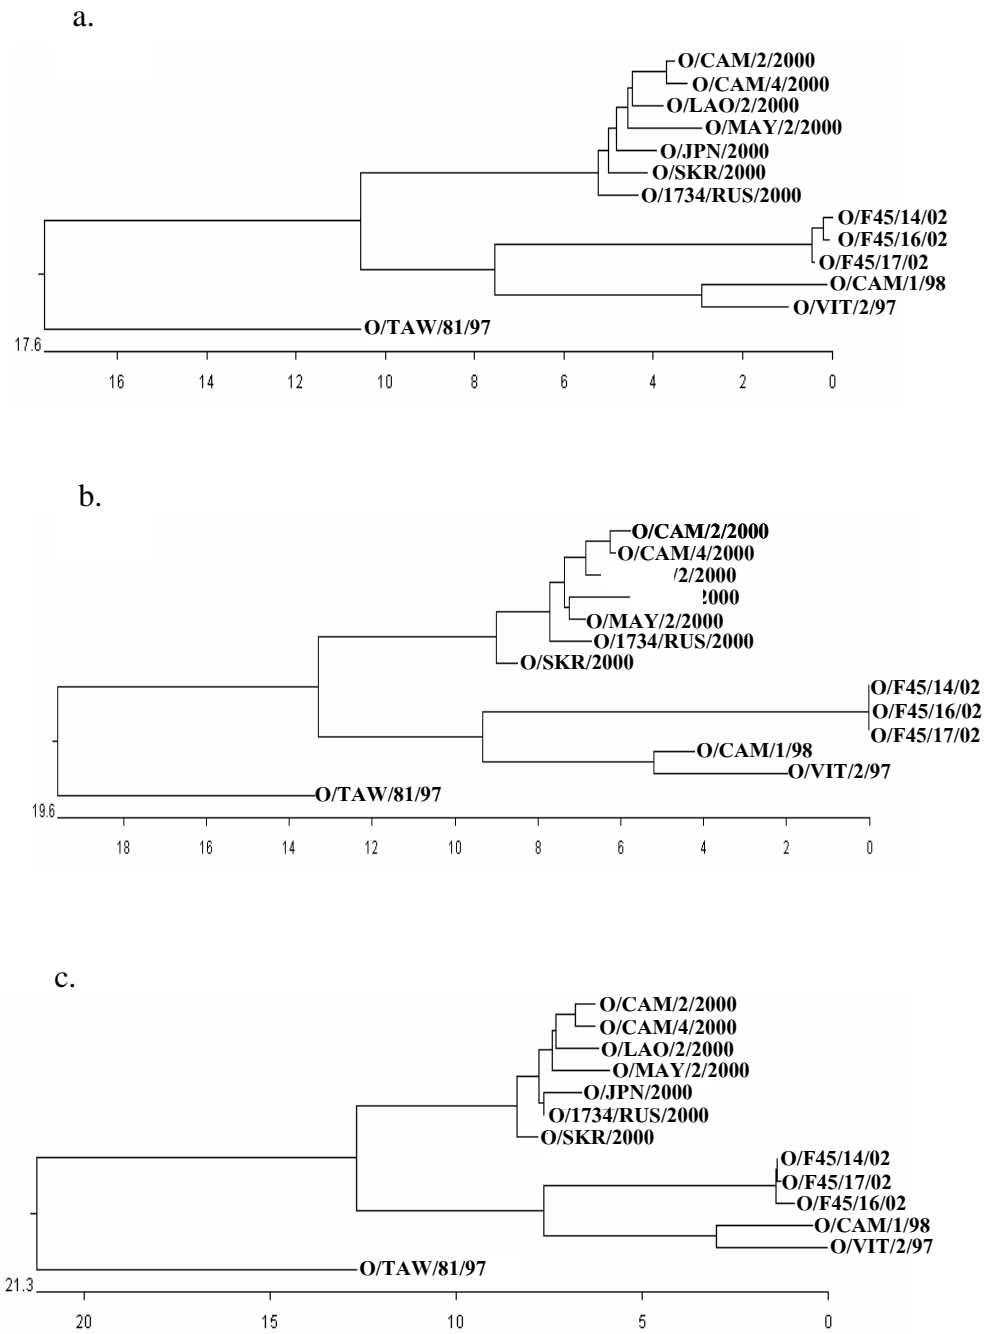 a.
O/CAM/2/2000
O/CAM/4/2000
O/LAO/2/2000
O/MAY/2/2000
O/JPN/2000
O/SKR/2000
O/1734/RUS/2000
O/F45/14/02
O/F45/16/02
O/F45/17/02
O/CAM/1/98
O/VIT/2/97
O/TAW/81/97
17.6
16 14 12 10 8 6 4 2 0
b.
O/CAM/2/2000
O/CAM/4/2000
/2/2000
000
O/MAY/2/2000
O/1734/RUS/2000
O/SKR/2000
O/F45/14/02
O/F45/16/02
O/F45/17/02
O/CAM/1/98
O/VIT/2/97
O/TAW/81/97
19.6
18 16 14 12 10 8 6 4 2 0
c.
O/CAM/2/2000
O/CAM/4/2000
O/LAO/2/2000
O/MAY/2/2000
O/JPN/2000
O/1734/RUS/2000
O/SKR/2000
O/F45/14/02
O/F45/17/02
O/F45/16/02
O/CAM/1/98
O/VIT/2/97
O/TAW/81/97
21.3
20 15 10 5 0